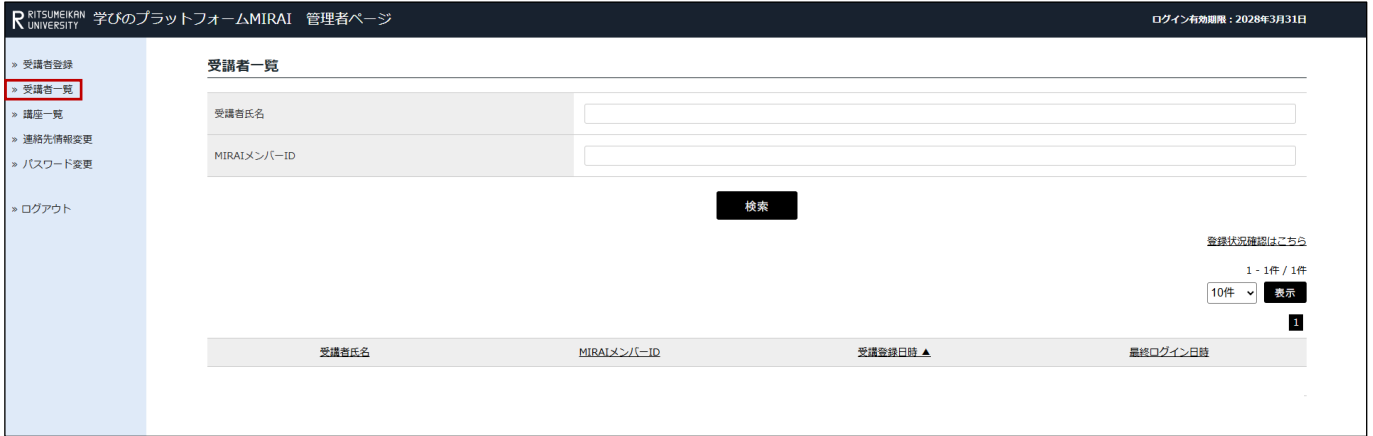 RITSUMEIKAN UNIVERSITY 学びのプラットフォームMIRAI 管理者ページ ログイン有効期限:2028年3月31日
» 受講者登録
» 受講者一覧
» 講座一覧
» 連絡先情報変更
» パスワード変更
» ログアウト
受講者一覧
受講者氏名
MIRAIメンバーID
検索
登録状況確認はこちら
1 - 1件 / 1件
10件 表示
1
受講者氏名 MIRAIメンバーID 受講登録日時 ▲ 最終ログイン日時